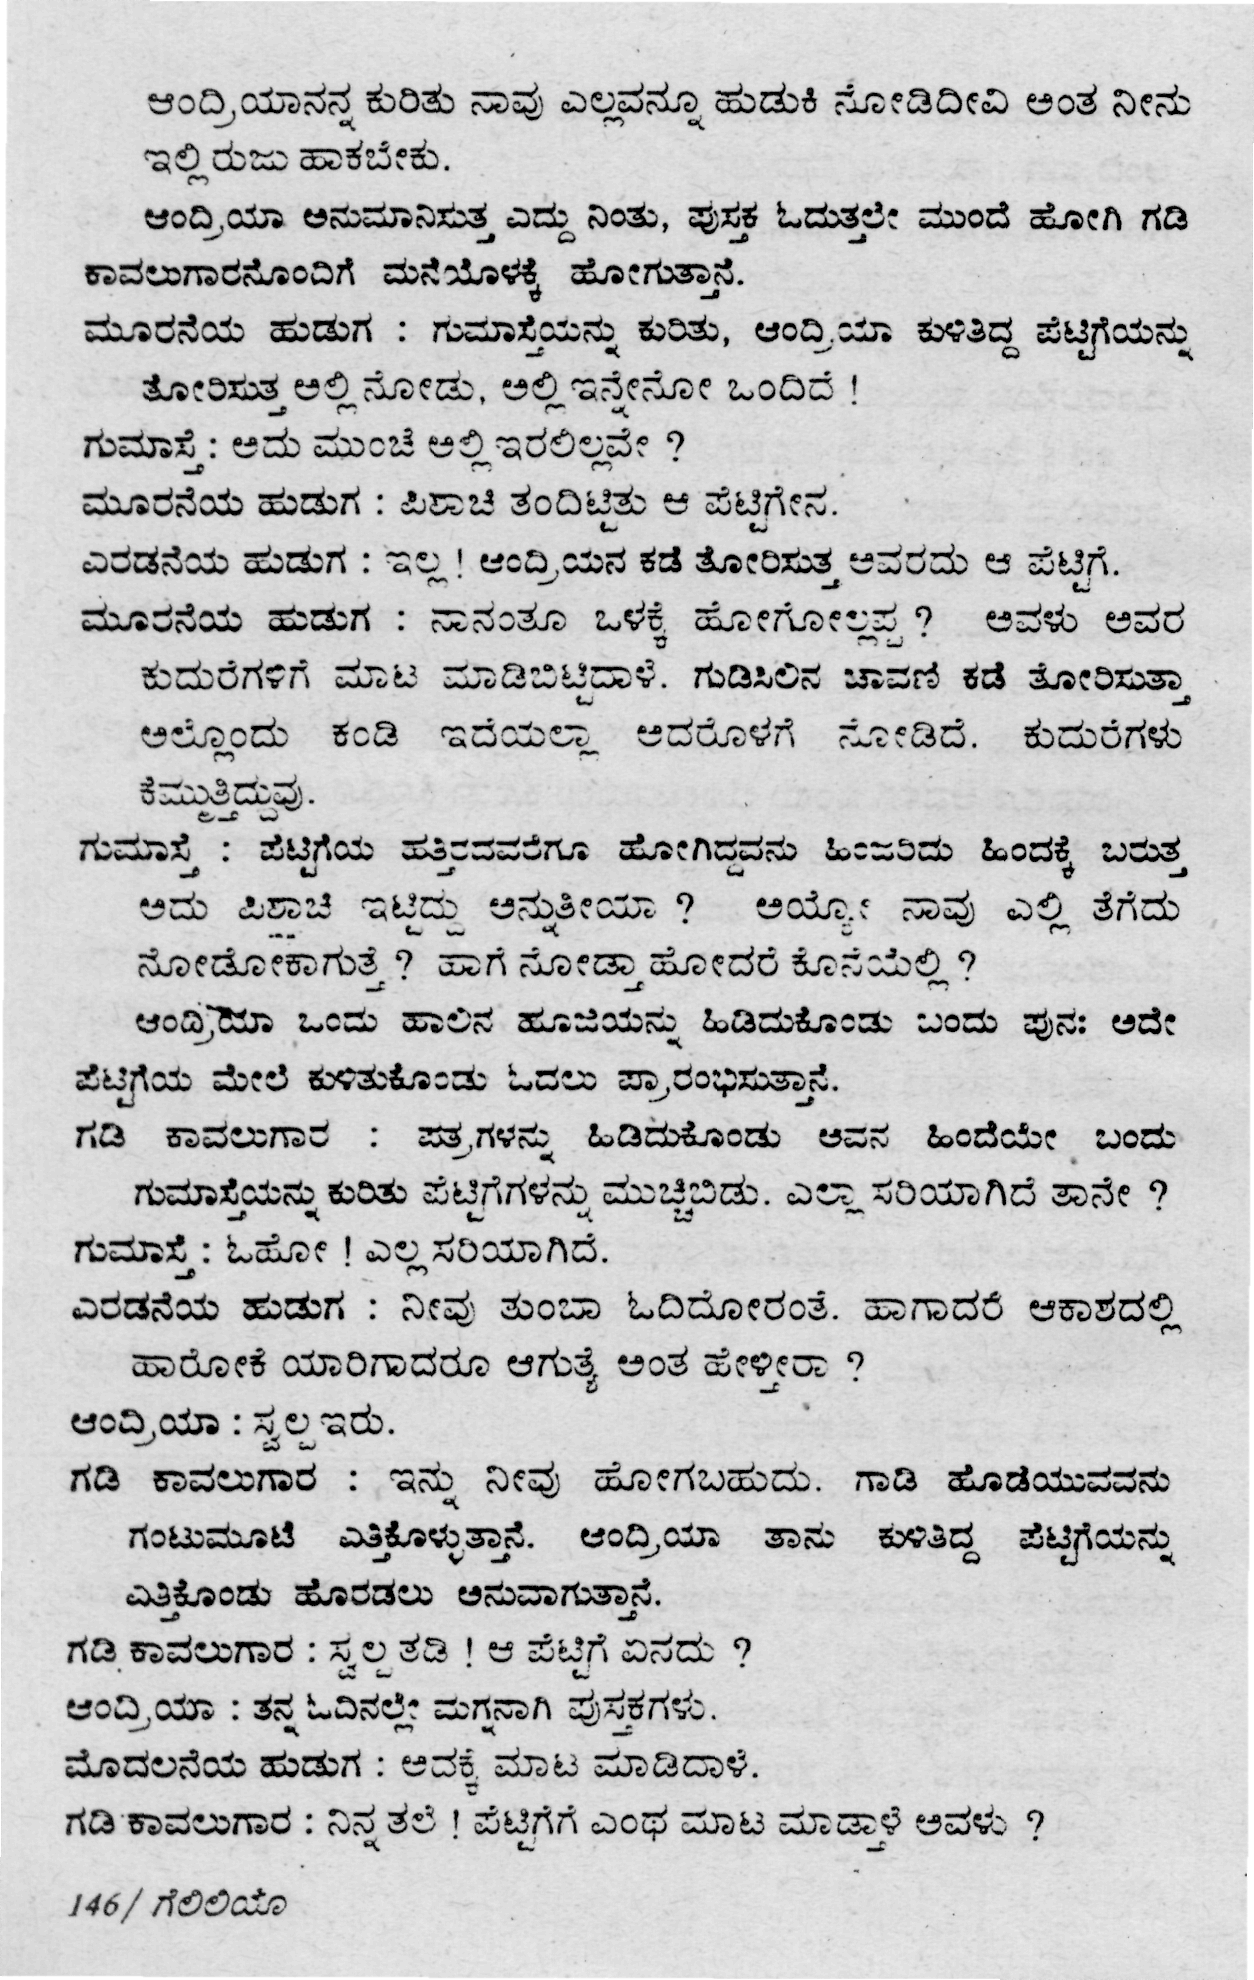 ಆಂದ್ರಿಯಾನನ್ನ ಕುರಿತು ನಾವು ಎಲ್ಲವನ್ನೂ ಹುಡುಕಿ ನೋಡಿದೀವಿ ಅಂತ ನೀನು
ಇಲ್ಲಿ ರುಜು ಹಾಕಬೇಕು.
ಆಂದ್ರಿಯಾ ಅನುಮಾನಿಸುತ್ತ ಎದ್ದು ನಿಂತು, ಪುಸ್ತಕ ಓದುತ್ತಲೇ ಮುಂದೆ ಹೋಗಿ ಗಡಿ
ಕಾವಲುಗಾರನೊಂದಿಗೆ ಮನೆಯೊಳಕ್ಕೆ ಹೋಗುತ್ತಾನೆ.
ಮೂರನೆಯ ಹುಡುಗ : ಗುಮಾಸ್ತೆಯನ್ನು ಕುರಿತು, ಆಂದ್ರಿಯಾ ಕುಳಿತಿದ್ದ ಪೆಟ್ಟಿಗೆಯನ್ನು
ತೋರಿಸುತ್ತ ಅಲ್ಲಿ ನೋಡು, ಅಲ್ಲಿ ಇನ್ನೇನೋ ಒಂದಿದೆ !
ಗುಮಾಸ್ತೆ : ಅದು ಮುಂಚೆ ಅಲ್ಲಿ ಇರಲಿಲ್ಲವೇ ?
ಮೂರನೆಯ ಹುಡುಗ : ಪಿಶಾಚಿ ತಂದಿಟ್ಟಿತು ಆ ಪೆಟ್ಟಿಗೇನ.
ಎರಡನೆಯ ಹುಡುಗ : ಇಲ್ಲ ! ಆಂದ್ರಿಯನ ಕಡೆ ತೋರಿಸುತ್ತ ಅವರದು ಆ ಪೆಟ್ಟಿಗೆ.
ಮೂರನೆಯ ಹುಡುಗ : ನಾನಂತೂ ಒಳಕ್ಕೆ ಹೋಗೋಲ್ಲಪ್ಪ ? ಅವಳು ಅವರ
ಕುದುರೆಗಳಿಗೆ ಮಾಟ ಮಾಡಿಬಿಟ್ಟಿದಾಳೆ. ಗುಡಿಸಿಲಿನ ಚಾವಣಿ ಕಡೆ ತೋರಿಸುತ್ತಾ
ಅಲ್ಲೊಂದು ಕಂಡಿ ಇದೆಯಲ್ಲಾ ಅದರೊಳಗೆ ನೋಡಿದೆ. ಕುದುರೆಗಳು
ಕೆಮ್ಮುತ್ತಿದ್ದುವು.
ಗುಮಾಸ್ತೆ : ಪೆಟ್ಟಿಗೆಯ ಹತ್ತಿರದವರೆಗೂ ಹೋಗಿದ್ದವನು ಹಿಂಜರಿದು ಹಿಂದಕ್ಕೆ ಬರುತ್ತ
ಅದು ಪಿಶಾಚಿ ಇಟ್ಟಿದ್ದು ಅನ್ನುತೀಯಾ ? ಅಯ್ಯೋ ನಾವು ಎಲ್ಲಿ ತೆಗೆದು
ನೋಡೋಕಾಗುತ್ತೆ ? ಹಾಗೆ ನೋಡ್ತಾ ಹೋದರೆ ಕೊನೆಯೆಲ್ಲಿ ?
ಆಂದ್ರಿಯಾ ಒಂದು ಹಾಲಿನ ಹೂಜಿಯನ್ನು ಹಿಡಿದುಕೊಂಡು ಬಂದು ಪುನಃ ಅದೇ
ಪೆಟ್ಟಿಗೆಯ ಮೇಲೆ ಕುಳಿತುಕೊಂಡು ಓದಲು ಪ್ರಾರಂಭಿಸುತ್ತಾನೆ.
ಗಡಿ ಕಾವಲುಗಾರ : ಪತ್ರಗಳನ್ನು ಹಿಡಿದುಕೊಂಡು ಅವನ ಹಿಂದೆಯೇ ಬಂದು
ಗುಮಾಸ್ತೆಯನ್ನು ಕುರಿತು ಪೆಟ್ಟಿಗೆಗಳನ್ನು ಮುಚ್ಚಿಬಿಡು. ಎಲ್ಲಾ ಸರಿಯಾಗಿದೆ ತಾನೇ ?
ಗುಮಾಸ್ತೆ : ಓಹೋ ! ಎಲ್ಲ ಸರಿಯಾಗಿದೆ.
ಎರಡನೆಯ ಹುಡುಗ : ನೀವು ತುಂಬಾ ಓದಿದೋರಂತೆ. ಹಾಗಾದರೆ ಆಕಾಶದಲ್ಲಿ
ಹಾರೋಕೆ ಯಾರಿಗಾದರೂ ಆಗುತ್ಯೆ ಅಂತ ಹೇಳ್ತೀರಾ ?
ಆಂದ್ರಿಯಾ : ಸ್ವಲ್ಪ ಇರು.
ಗಡಿ ಕಾವಲುಗಾರ : ಇನ್ನು ನೀವು ಹೋಗಬಹುದು. ಗಾಡಿ ಹೊಡೆಯುವವನು
ಗಂಟುಮೂಟೆ ಎತ್ತಿಕೊಳ್ಳುತ್ತಾನೆ. ಆಂದ್ರಿಯಾ ತಾನು ಕುಳಿತಿದ್ದ ಪೆಟ್ಟಿಗೆಯನ್ನು
ಎತ್ತಿಕೊಂಡು ಹೊರಡಲು ಅನುವಾಗುತ್ತಾನೆ.
ಗಡಿ ಕಾವಲುಗಾರ : ಸ್ವಲ್ಪ ತಡಿ ! ಆ ಪೆಟ್ಟಿಗೆ ಏನದು ?
ಆಂದ್ರಿಯಾ : ತನ್ನ ಓದಿನಲ್ಲೇ ಮಗ್ನನಾಗಿ ಪುಸ್ತಕಗಳು.
ಮೊದಲನೆಯ ಹುಡುಗ : ಅದಕ್ಕೆ ಮಾಟ ಮಾಡಿದಾಳೆ.
ಗಡಿ ಕಾವಲುಗಾರ : ನಿನ್ನ ತಲೆ ! ಪೆಟ್ಟಿಗೆಗೆ ಎಂಥ ಮಾಟ ಮಾಡ್ತಾಳೆ ಅವಳು ?
146/ ಗೆಲಿಲಿಯೊ